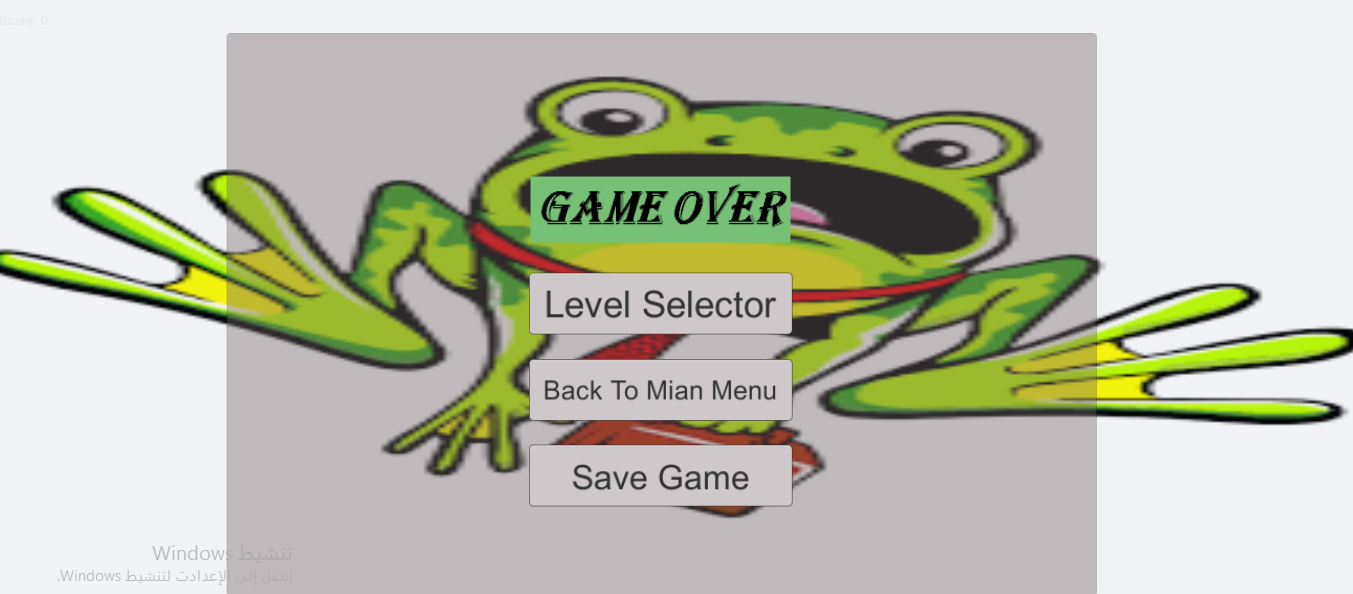 Score: 0
GAME OVER
Level Selector
Back To Mian Menu
Save Game
تنشيط Windows
انتقل إلى الإعدادت لتنشيط Windows.